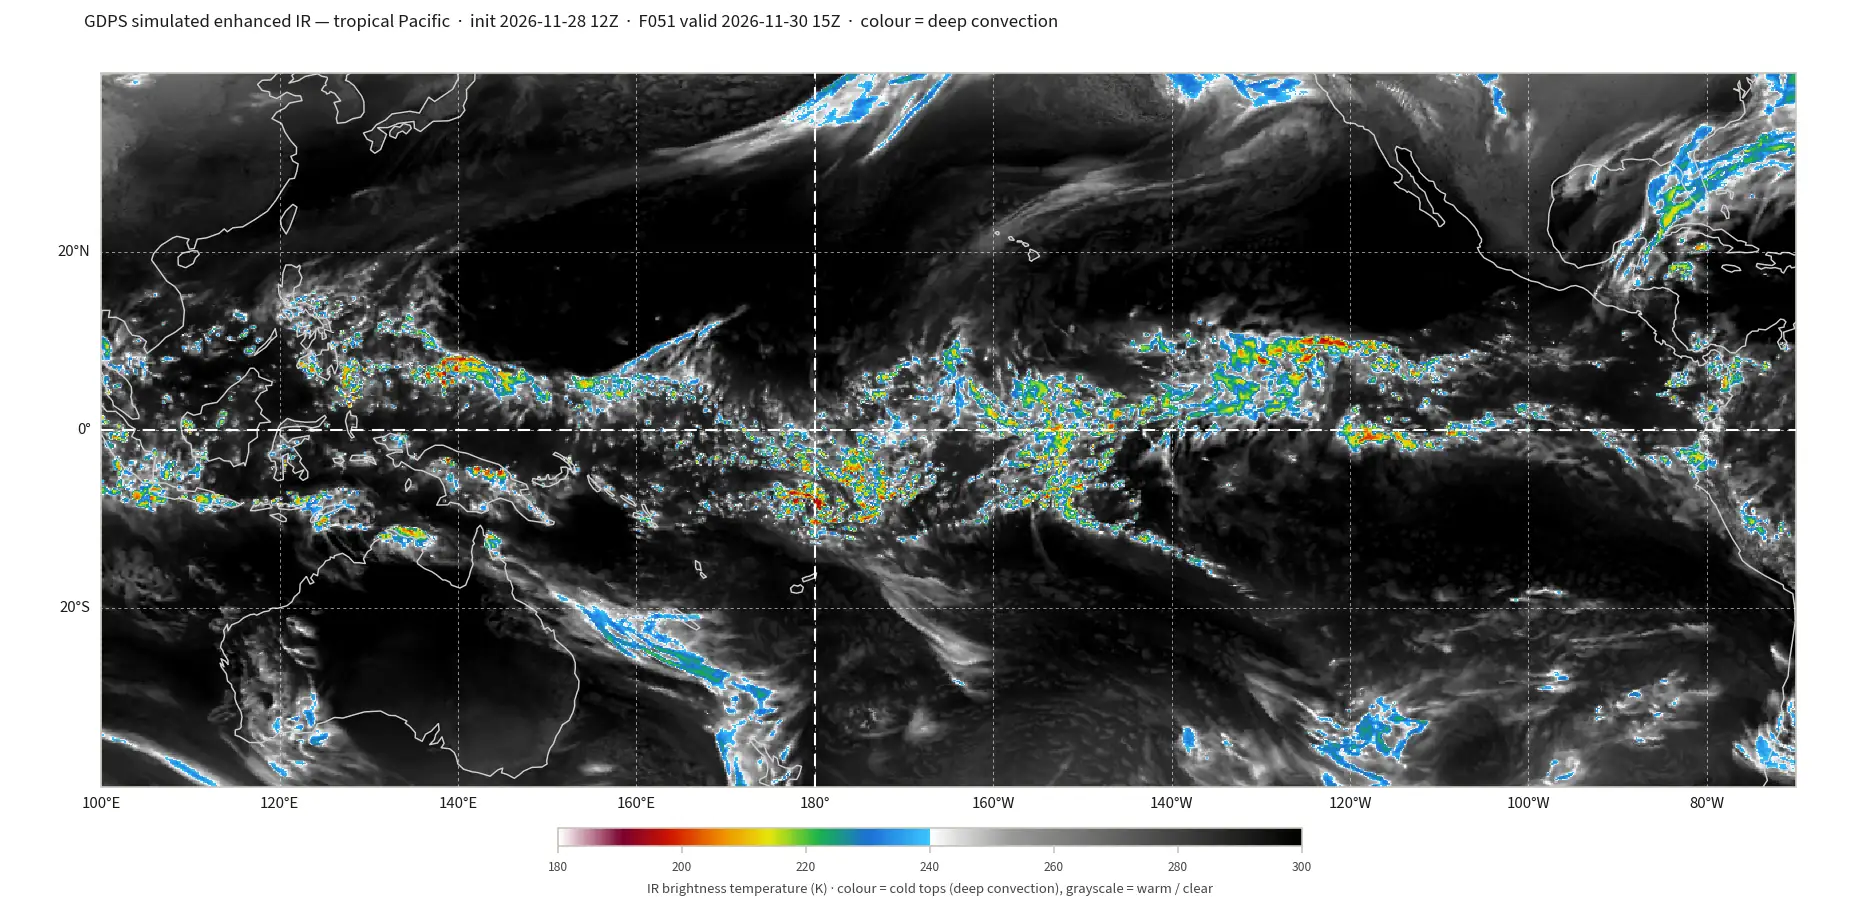 GDPS simulated enhanced IR — tropical Pacific · init 2026-11-28 12Z · F051 valid 2026-11-30 15Z · colour = deep convection
20°N
0°
20°S
100°E 120°E 140°E 160°E 180° 160°W 140°W 120°W 100°W 80°W
180 200 220 240 260 280 300
IR brightness temperature (K) · colour = cold tops (deep convection), grayscale = warm / clear